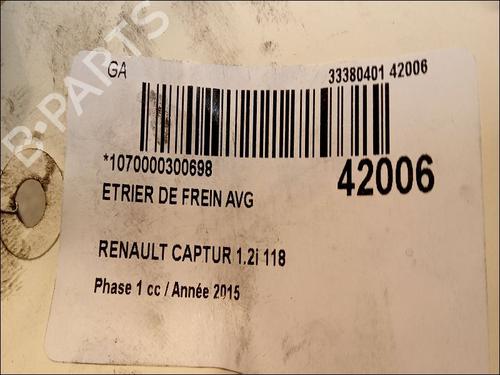 GA
33380401 42006
*1070000300698
42006
ETRIER DE FREIN AVG
RENAULT CAPTUR 1.2i 118
Phase 1 cc / Année 2015
B-PARTS